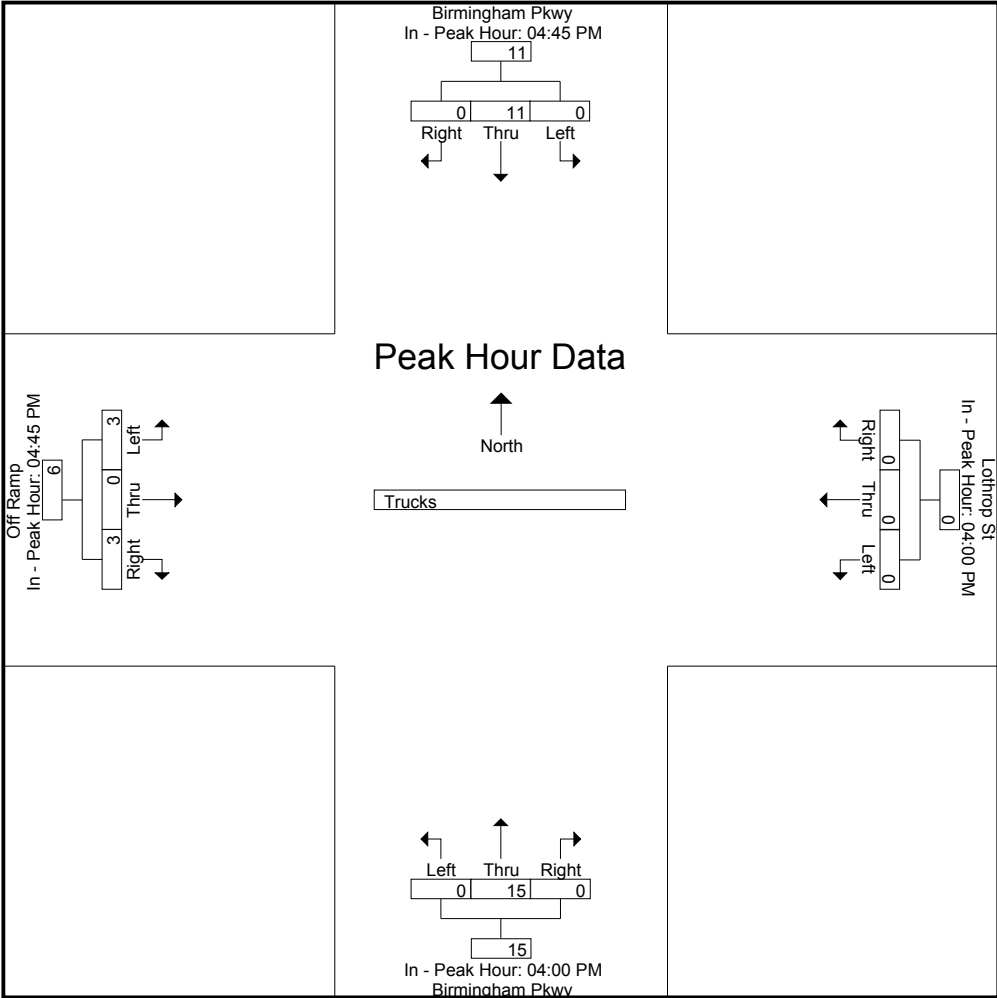 Birmingham Pkwy
In - Peak Hour: 04:45 PM
11
0 11 0
Right Thru Left
Peak Hour Data
North
Trucks
Off Ramp
In - Peak Hour: 04:45 PM
6
3 0 3
Left Thru Right
Lothrop St
In - Peak Hour: 04:00 PM
0
0 0 0
Right Thru Left
Left Thru Right
0 15 0
15
In - Peak Hour: 04:00 PM
Birmingham Pkwy